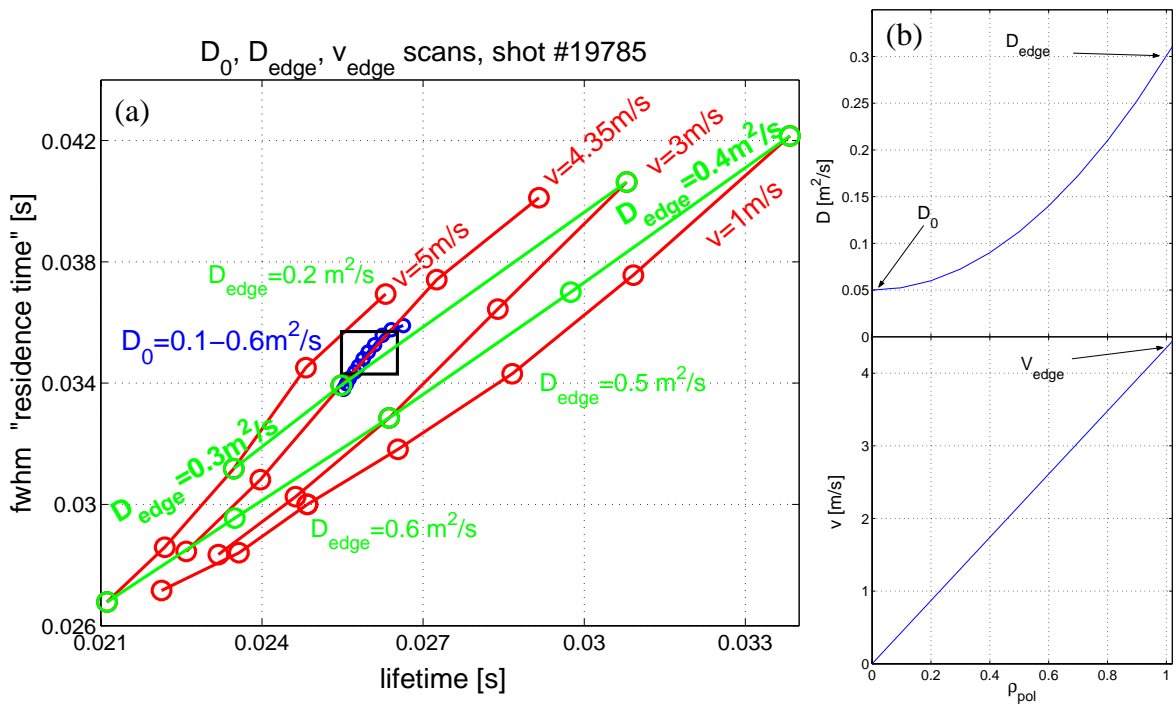 D0, Dedge, vedge scans, shot #19785
(a)
fwhm "residence time" [s]
0.042
0.038
0.034
0.03
0.026
0.021
0.024
0.027
0.03
0.033
lifetime [s]
v=4.35m/s
v=3m/s
v=5m/s
v=1m/s
Dedge=0.4m²/s
Dedge=0.2 m²/s
D0=0.1−0.6m²/s
Dedge=0.5 m²/s
Dedge=0.3m²/s
Dedge=0.6 m²/s
(b)
Dedge
D0
D [m²/s]
0.3
0.25
0.2
0.15
0.1
0.05
0
Vedge
v [m/s]
4
3
2
1
0
0
0.2
0.4
0.6
0.8
1
ρpol